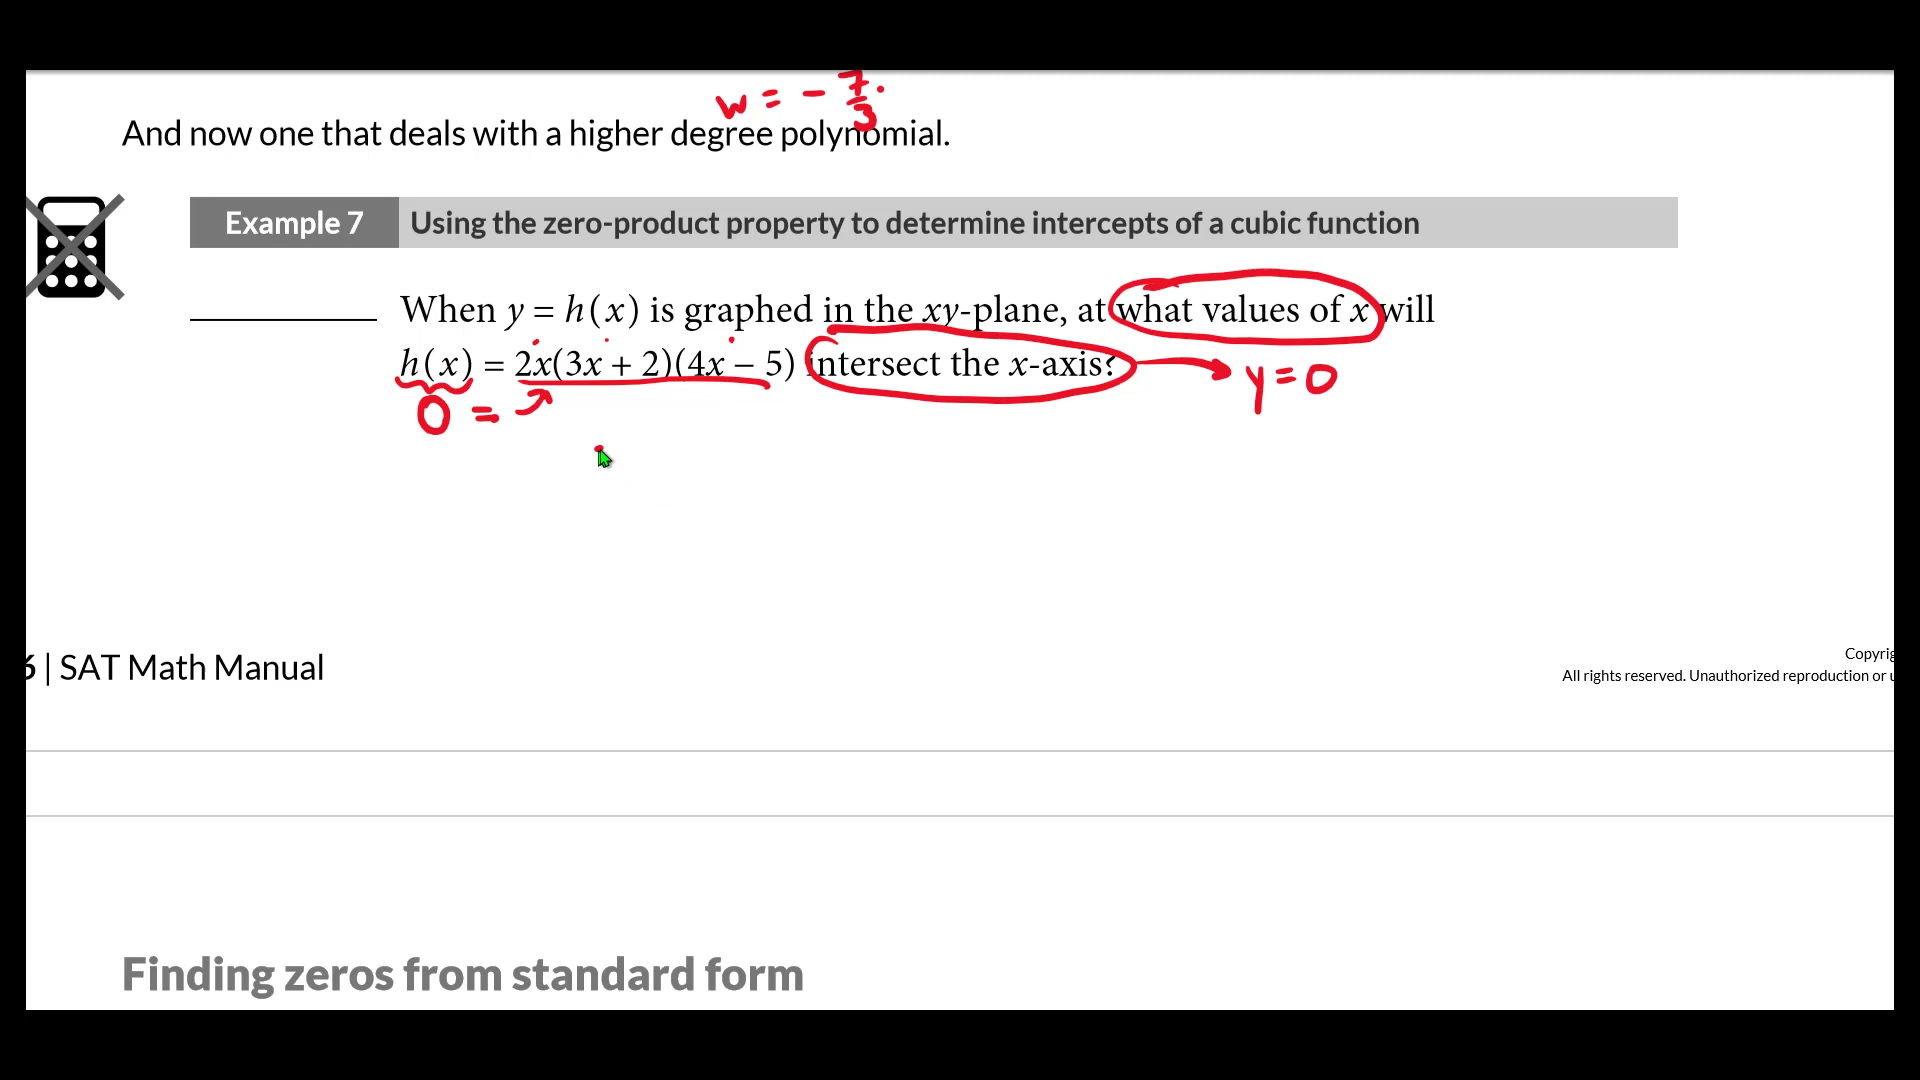 w = - 7/3.
And now one that deals with a higher degree polynomial.
Example 7 Using the zero-product property to determine intercepts of a cubic function
When y = h(x) is graphed in the xy-plane, at what values of x will
h(x) = 2x(3x + 2)(4x − 5) intersect the x-axis?
y = 0
0 =
6 | SAT Math Manual
All rights reserved. Unauthorized reproduction or
Finding zeros from standard form